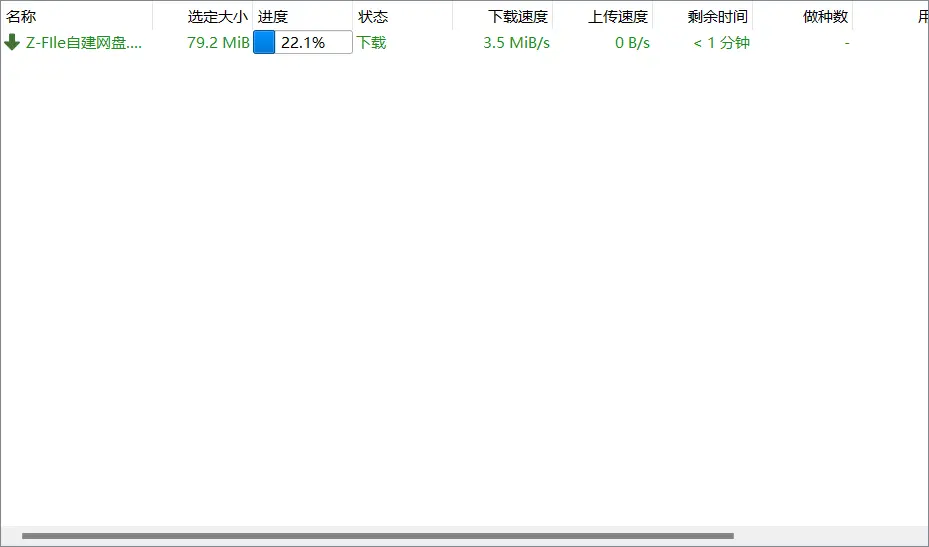 名称 选定大小 进度 状态 下载速度 上传速度 剩余时间 做种数
Z-FIle自建网盘.... 79.2 MiB 22.1% 下载 3.5 MiB/s 0 B/s < 1 分钟 -